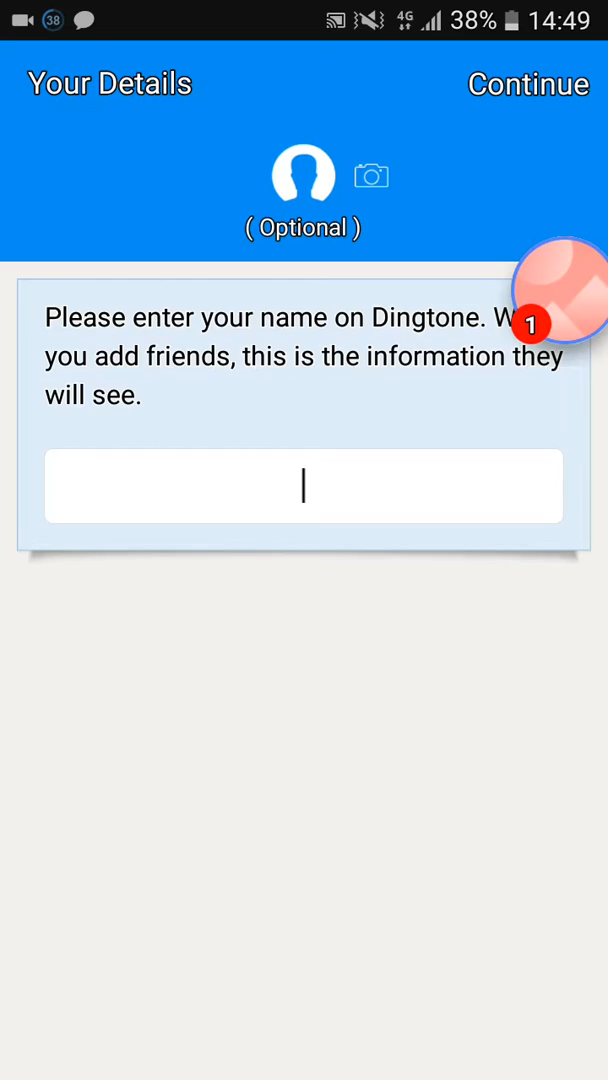 38 4G 38% 14:49
Your Details Continue
( Optional )
Please enter your name on Dingtone.
1
you add friends, this is the information they
will see.